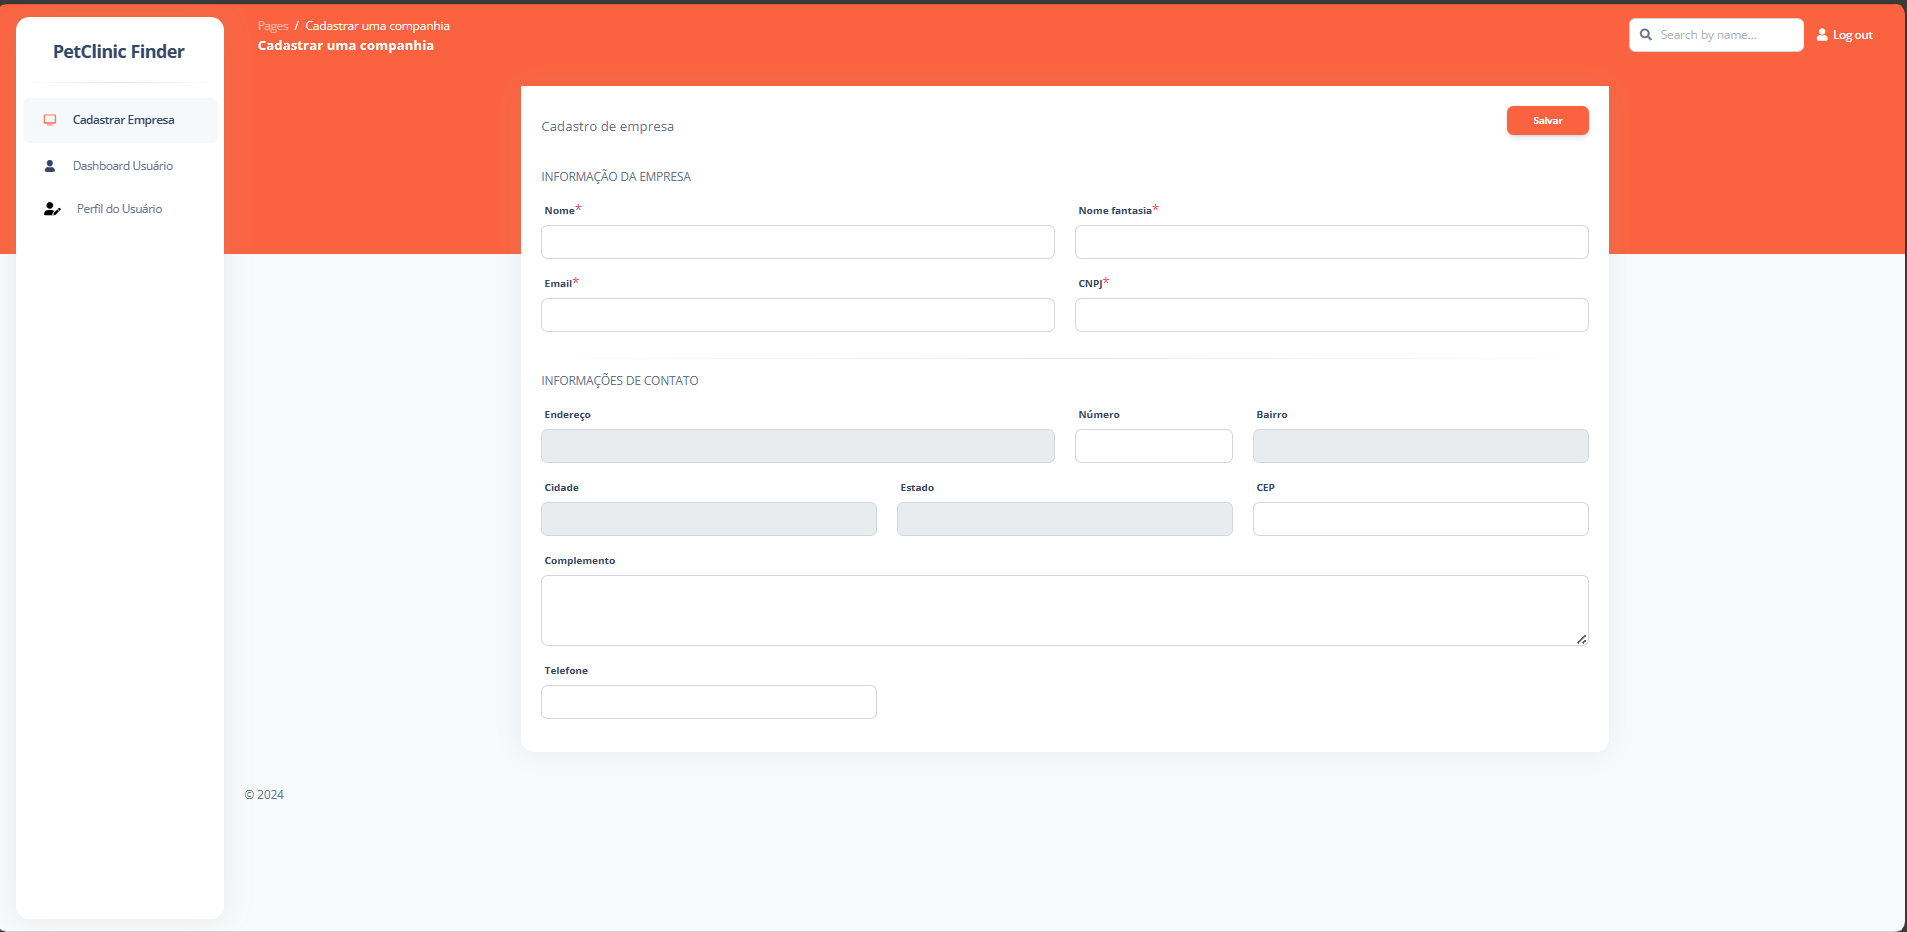 PetClinic Finder
Cadastrar Empresa
Dashboard Usuário
Perfil do Usuário
Pages / Cadastrar uma companhia
Cadastrar uma companhia
Search by name...
Log out
Cadastro de empresa
Salvar
INFORMAÇÃO DA EMPRESA
Nome* Nome fantasia*
Email* CNPJ*
INFORMAÇÕES DE CONTATO
Endereço Número Bairro
Cidade Estado CEP
Complemento
Telefone
© 2024